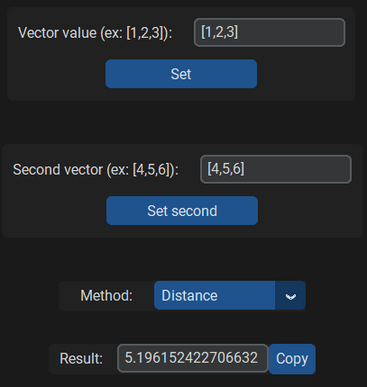 Vector value (ex: [1,2,3]): [1,2,3]
Set
Second vector (ex: [4,5,6]): [4,5,6]
Set second
Method: Distance
Result: 5.196152422706632 Copy